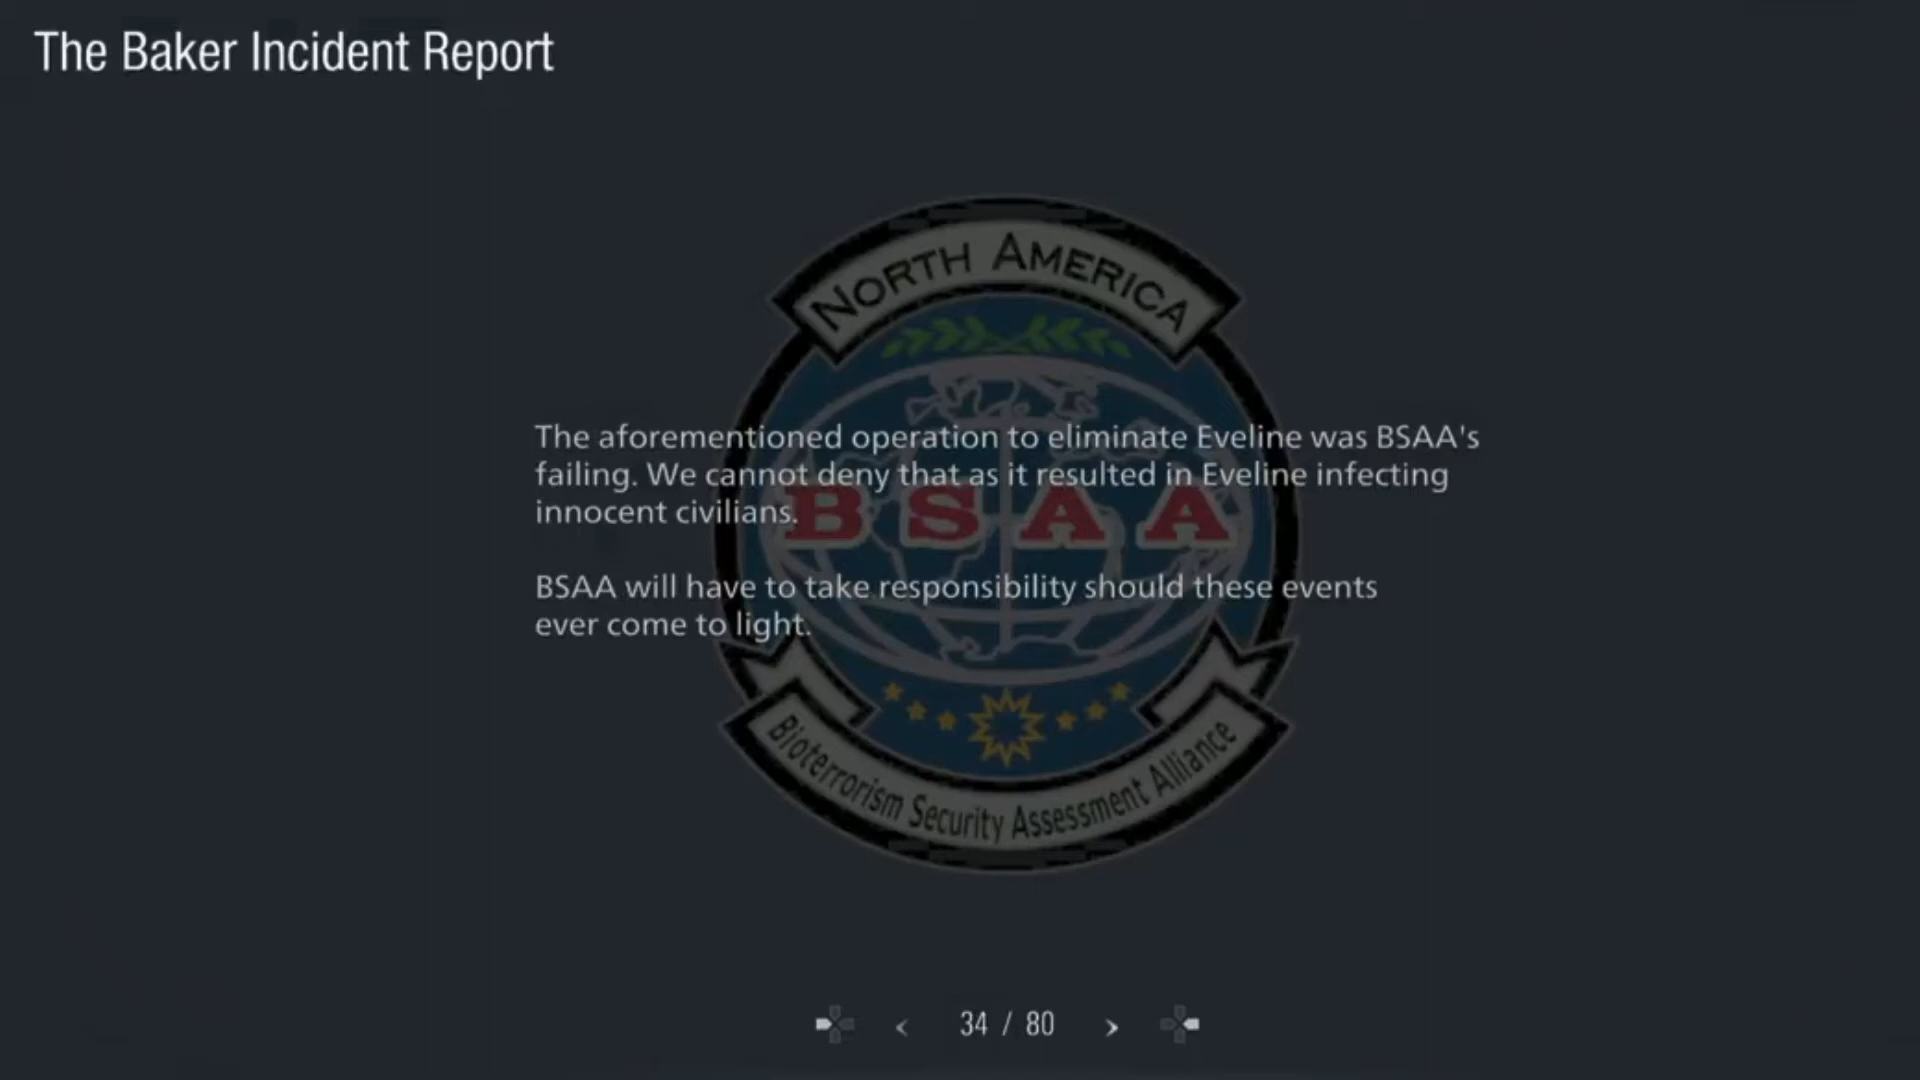 The Baker Incident Report
NORTH AMERICA
The aforementioned operation to eliminate Eveline was BSAA's
failing. We cannot deny that as it resulted in Eveline infecting
innocent civilians.
BSAA
BSAA will have to take responsibility should these events
ever come to light.
Bioterrorism Security Assessment Alliance
< 34 / 80 >